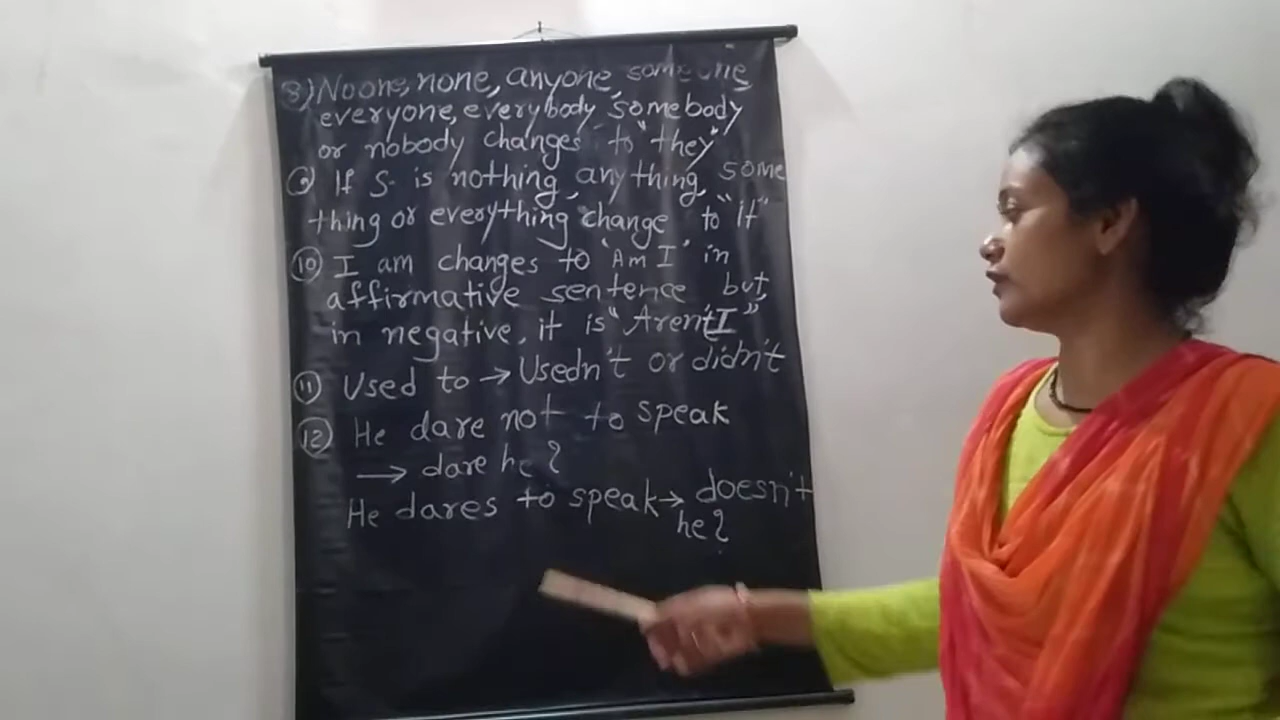 8) Noone, none, anyone, someone
everyone, everybody somebody
or nobody changes to "they"
9) If S. is nothing, anything, some
thing or everything change to "it"
10) I am changes to "Am I" in
affirmative sentence but,
in negative, it is "Aren't I"
11) Used to → Usedn't or didn't
12) He dare not to speak
→ dare he?
He dares to speak → doesn't
he?